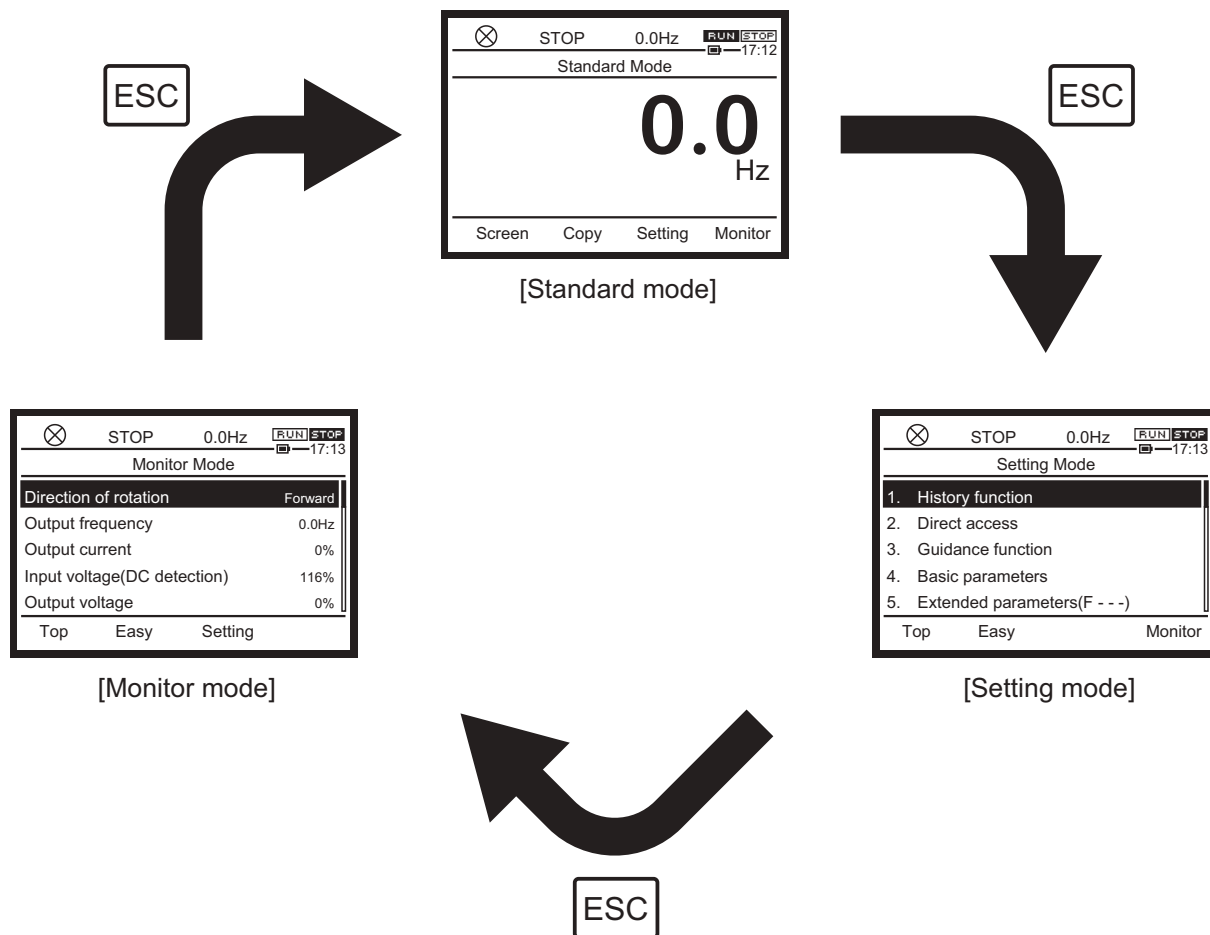 STOP 0.0Hz RUN STOP
17:12
Standard Mode
0.0
Hz
Screen Copy Setting Monitor
[Standard mode]
ESC
ESC
STOP 0.0Hz RUN STOP
17:13
Monitor Mode
Direction of rotation Forward
Output frequency 0.0Hz
Output current 0%
Input voltage(DC detection) 116%
Output voltage 0%
Top Easy Setting
[Monitor mode]
STOP 0.0Hz RUN STOP
17:13
Setting Mode
1. History function
2. Direct access
3. Guidance function
4. Basic parameters
5. Extended parameters(F - - -)
Top Easy Monitor
[Setting mode]
ESC